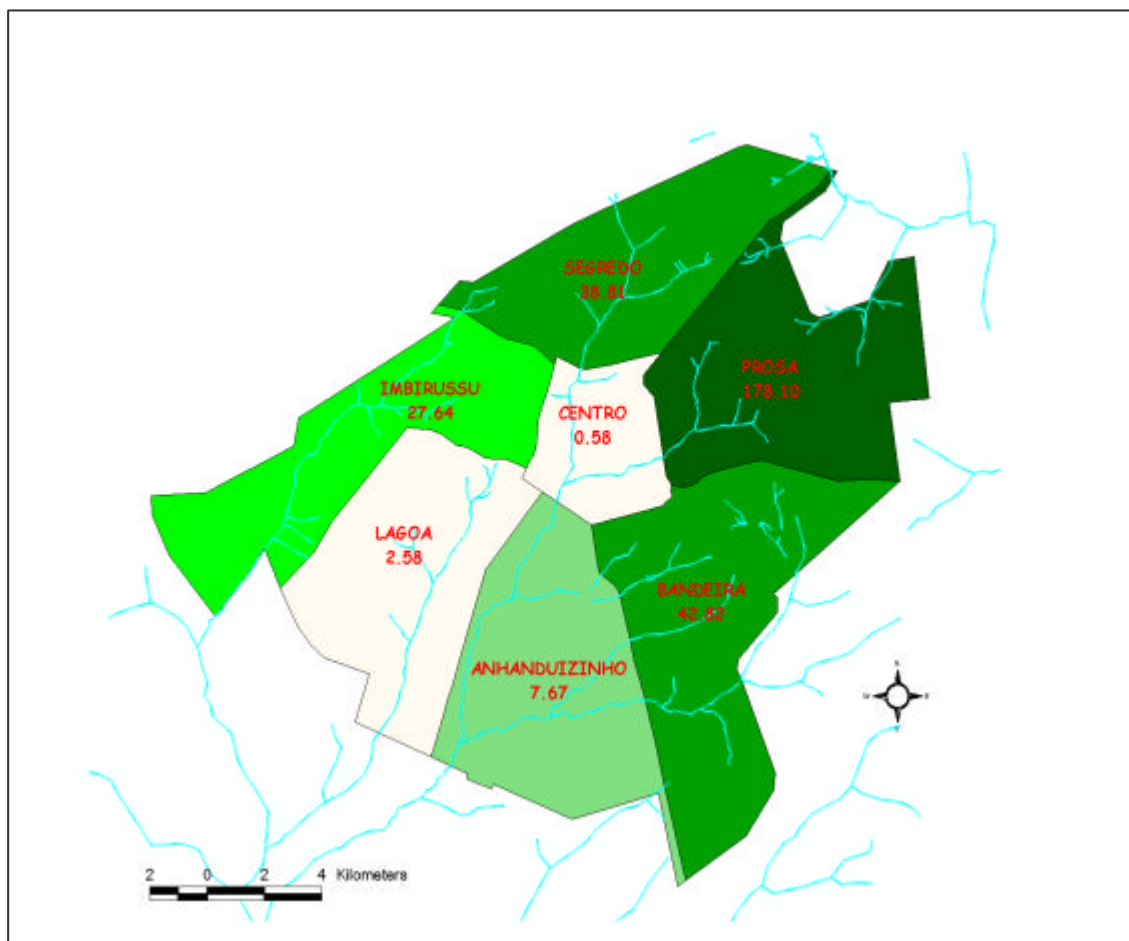 SEGREDO
38.81
PROSA
178.10
IMBIRUSSU
27.64
CENTRO
0.58
LAGOA
2.58
BANDEIRA
42.82
ANHANDUIZINHO
7.67
2 0 2 4 Kilometers